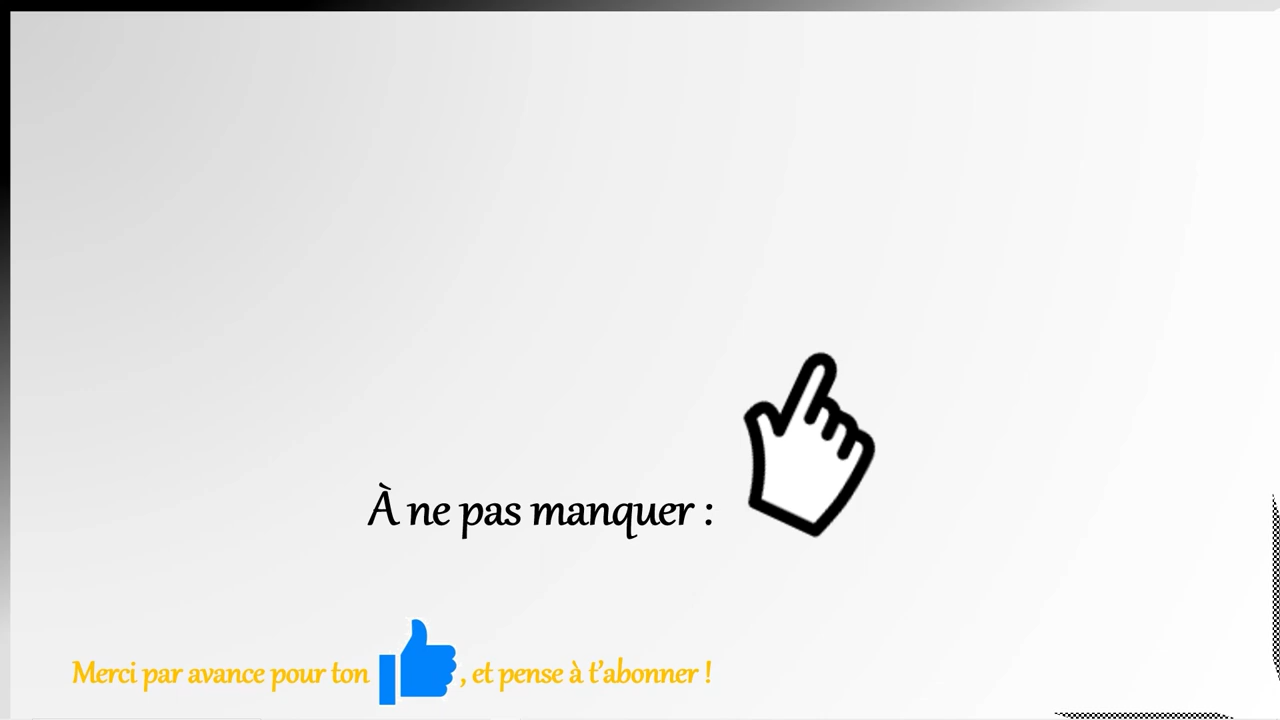 À ne pas manquer :
Merci par avance pour ton , et pense à t’abonner !